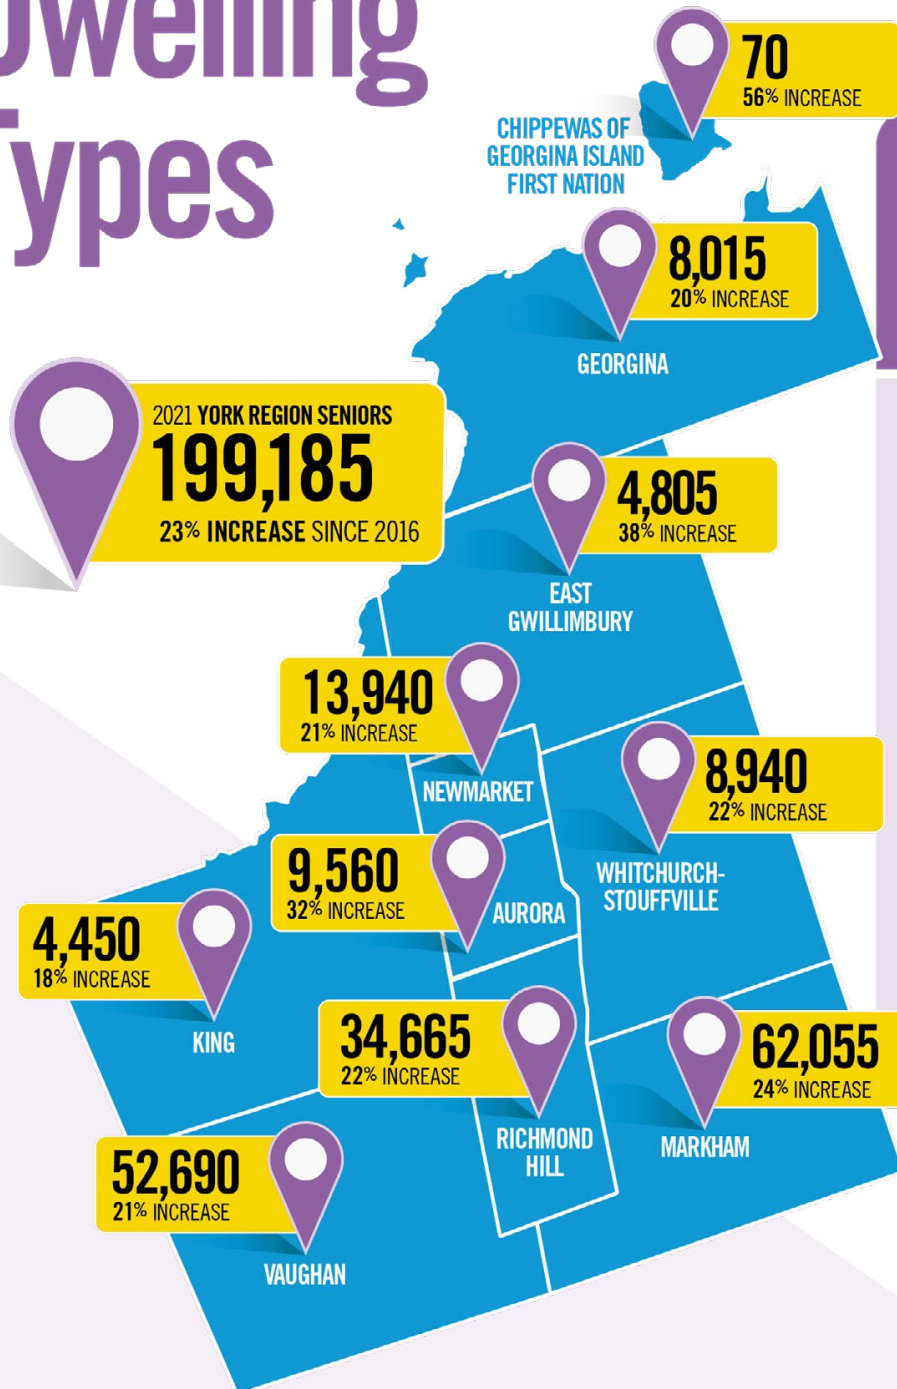 Dwelling
Types
70
56% INCREASE
CHIPPEWAS OF
GEORGINA ISLAND
FIRST NATION
8,015
20% INCREASE
GEORGINA
2021 YORK REGION SENIORS
199,185
23% INCREASE SINCE 2016
4,805
38% INCREASE
EAST
GWILLIMBURY
13,940
21% INCREASE
NEWMARKET
8,940
22% INCREASE
WHITCHURCH-
STOUFFVILLE
9,560
32% INCREASE
AURORA
4,450
18% INCREASE
KING
34,665
22% INCREASE
RICHMOND
HILL
62,055
24% INCREASE
MARKHAM
52,690
21% INCREASE
VAUGHAN